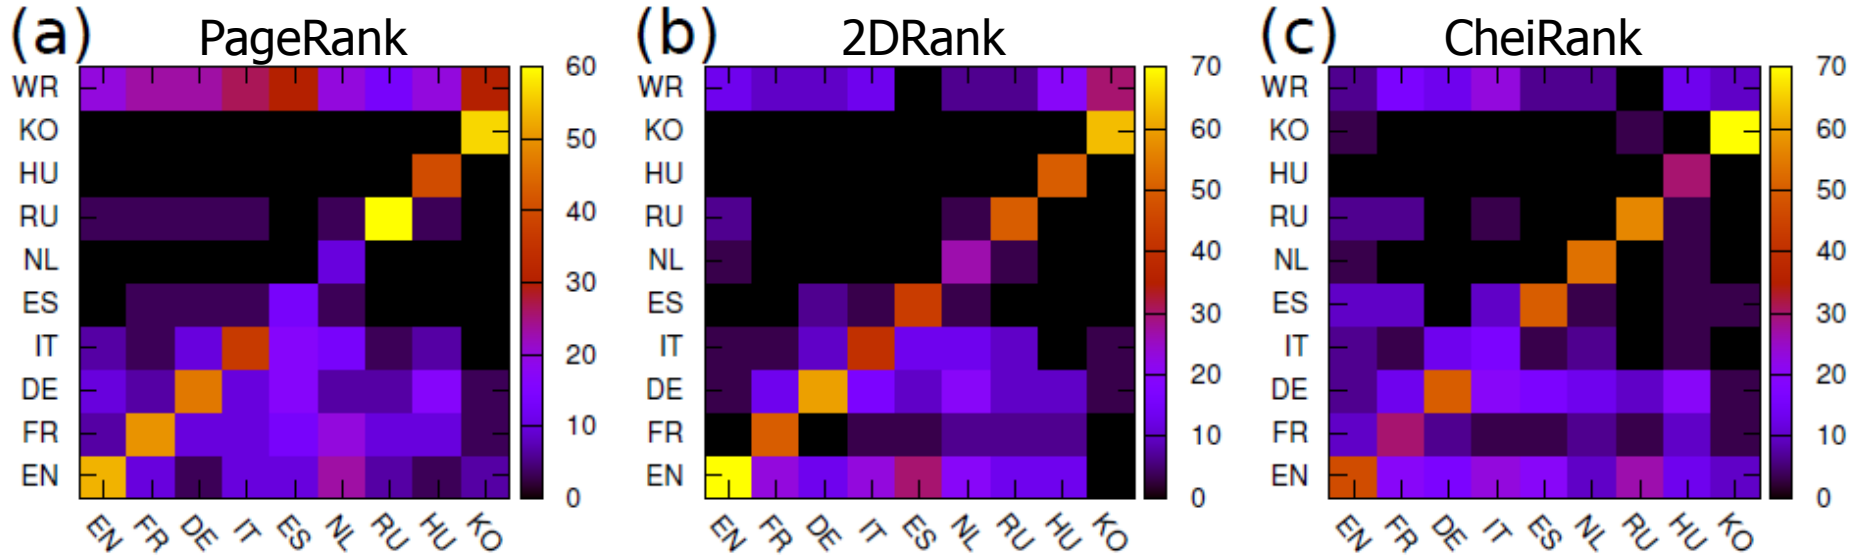 (a) PageRank
WR
KO
HU
RU
NL
ES
IT
DE
FR
EN
EN FR DE IT ES NL RU HU KO
60
50
40
30
20
10
0
(b) 2DRank
WR
KO
HU
RU
NL
ES
IT
DE
FR
EN
EN FR DE IT ES NL RU HU KO
70
60
50
40
30
20
10
0
(c) CheiRank
WR
KO
HU
RU
NL
ES
IT
DE
FR
EN
EN FR DE IT ES NL RU HU KO
70
60
50
40
30
20
10
0